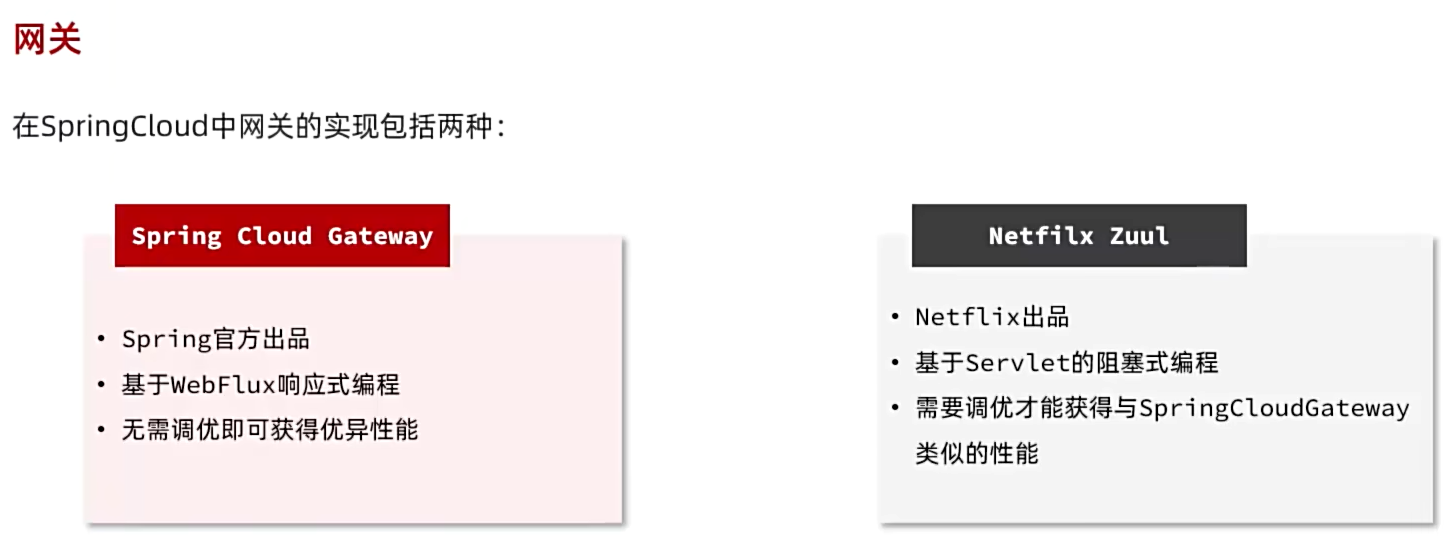 网关
在SpringCloud中网关的实现包括两种：
Spring Cloud Gateway
• Spring官方出品
• 基于WebFlux响应式编程
• 无需调优即可获得优异性能
Netfilx Zuul
• Netflix出品
• 基于Servlet的阻塞式编程
• 需要调优才能获得与SpringCloudGateway
类似的性能